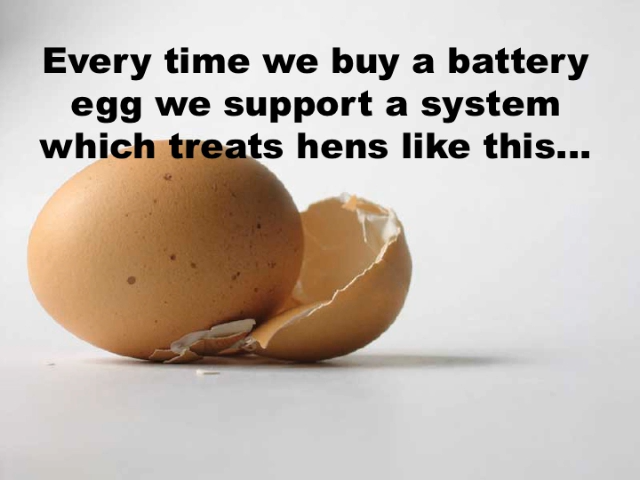 Every time we buy a battery
egg we support a system
which treats hens like this...